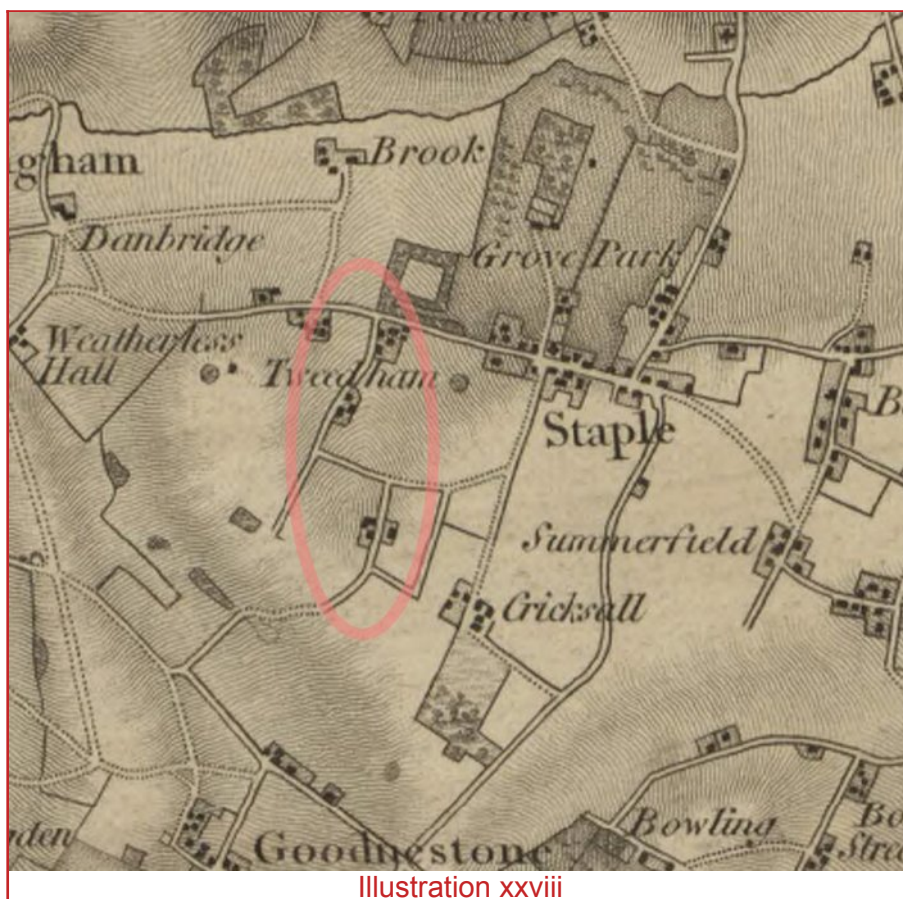 gham
Brook
Danbridge
Grove Park
Weatherless
Hall
Tweedham
Staple
Summerfield
Cricksall
Goodnestone
Bowling
Illustration xxviii